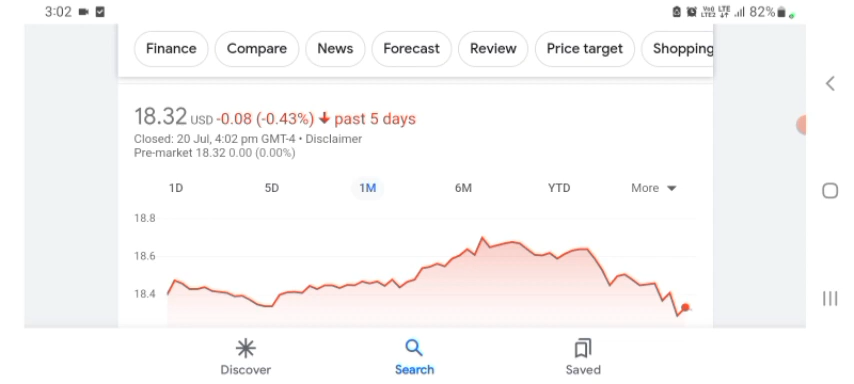 3:02 82%
Finance Compare News Forecast Review Price target Shopping
18.32 USD -0.08 (-0.43%) past 5 days
Closed: 20 Jul, 4:02 pm GMT-4 • Disclaimer
Pre-market 18.32 0.00 (0.00%)
1D 5D 1M 6M YTD More
18.8
18.6
18.4
Discover Search Saved